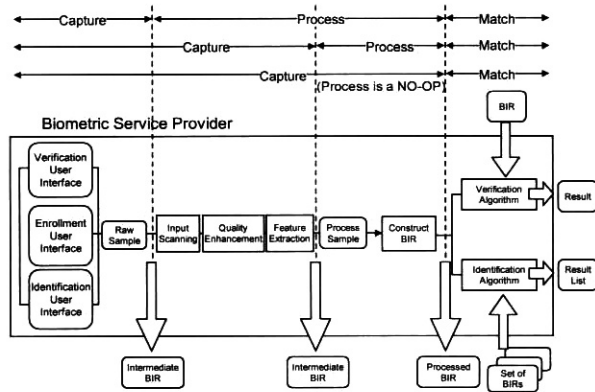 Capture Process Match
Capture Process Match
Capture Match
(Process is a NO-OP)
BIR
Biometric Service Provider
Verification
User
Interface
Enrollment
User
Interface
Identification
User
Interface
Raw
Sample
Input
Scanning
Quality
Enhancement
Feature
Extraction
Process
Sample
Construct
BIR
Verification
Algorithm
Result
Identification
Algorithm
Result
List
Intermediate
BIR
Intermediate
BIR
Processed
BIR
Set of
BIRs